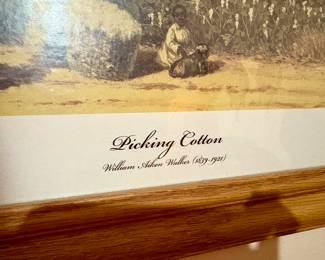 Picking Cotton
William Aiken Walker (1839-1921)